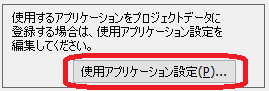 使用するアプリケーションをプロジェクトデータに
登録する場合は、使用アプリケーション設定を
編集してください。
使用アプリケーション設定(P)...